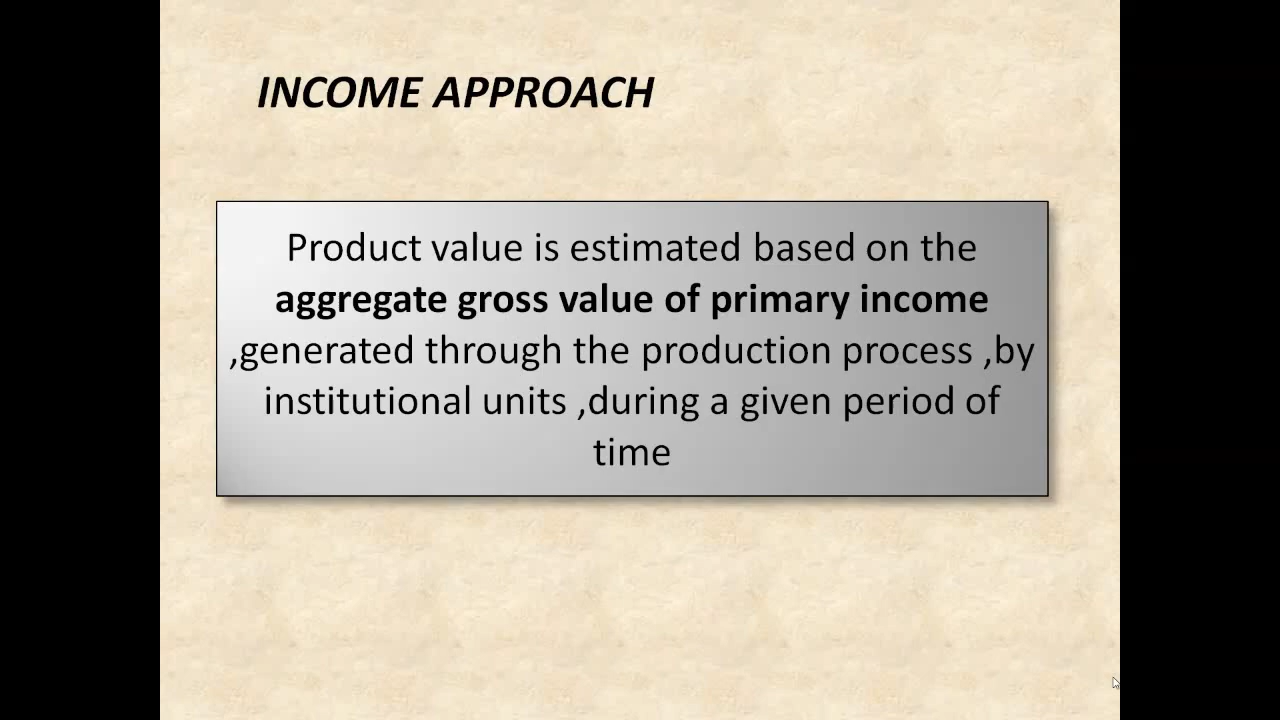 INCOME APPROACH
Product value is estimated based on the
aggregate gross value of primary income
,generated through the production process ,by
institutional units ,during a given period of
time